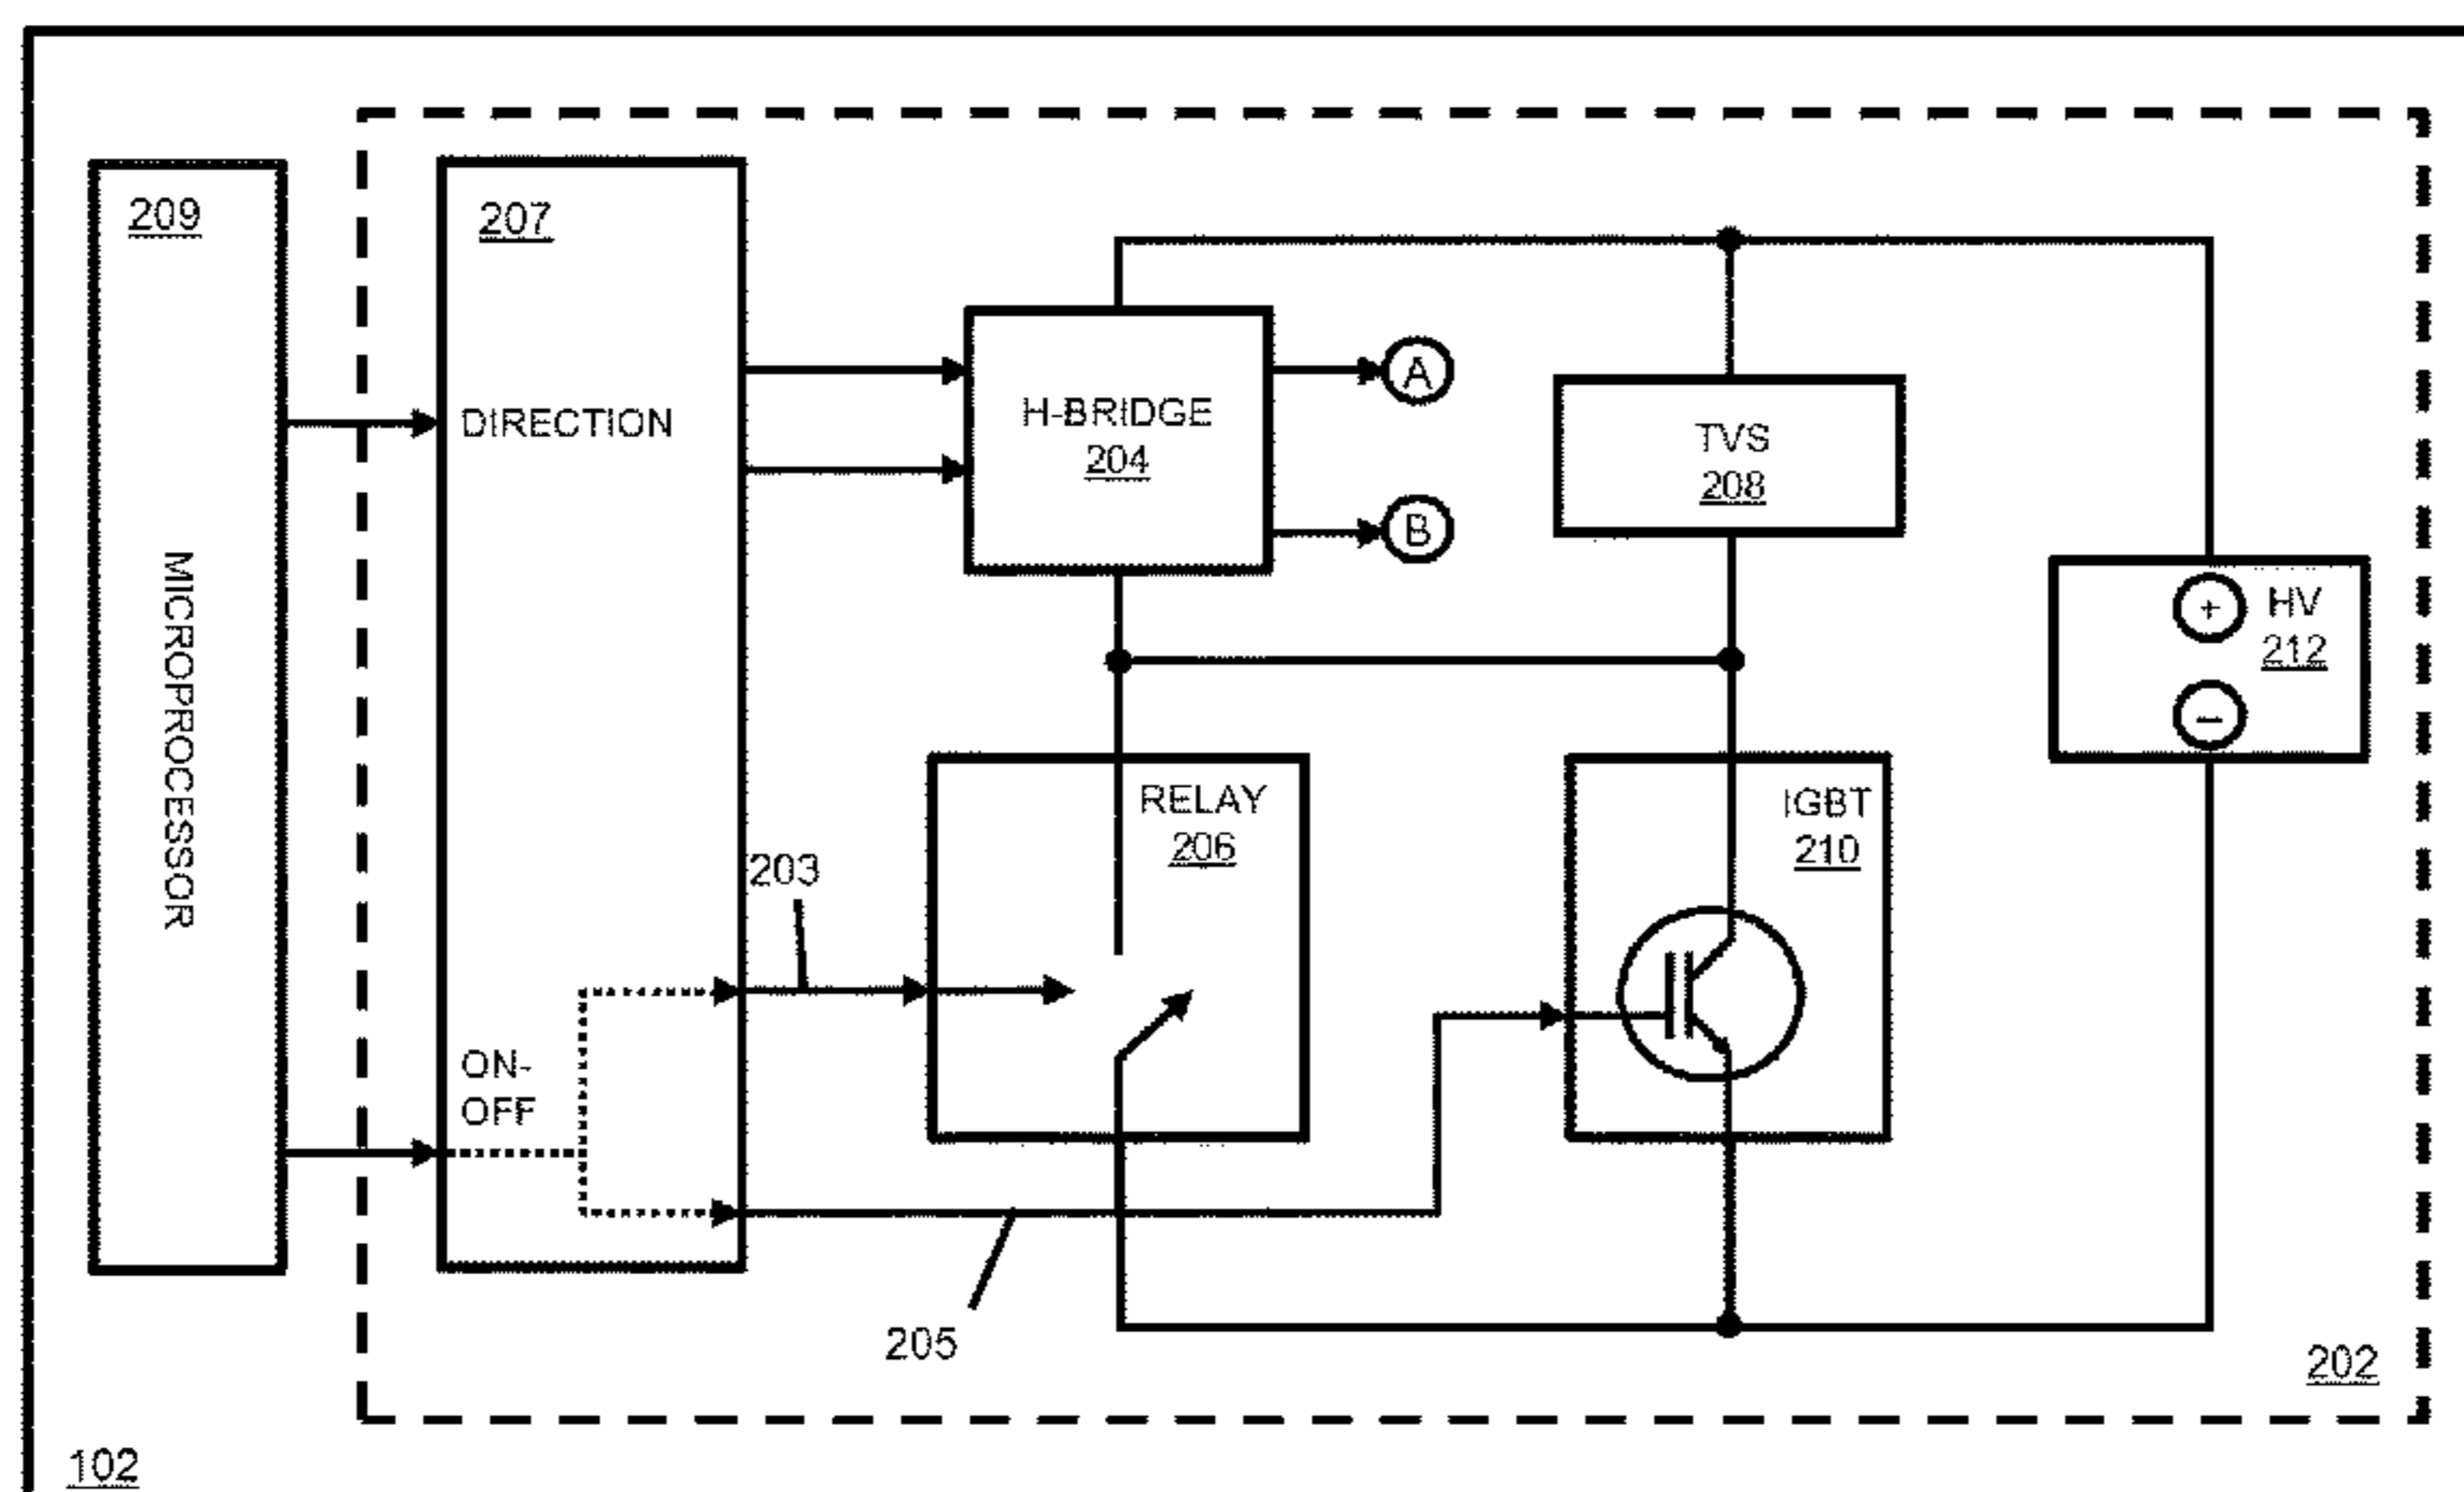 209
MICROPROCESSOR
207
DIRECTION
ON-
OFF
H-BRIDGE
204
A
B
TVS
208
+
HV
212
−
RELAY
206
IGBT
210
203
205
202
102